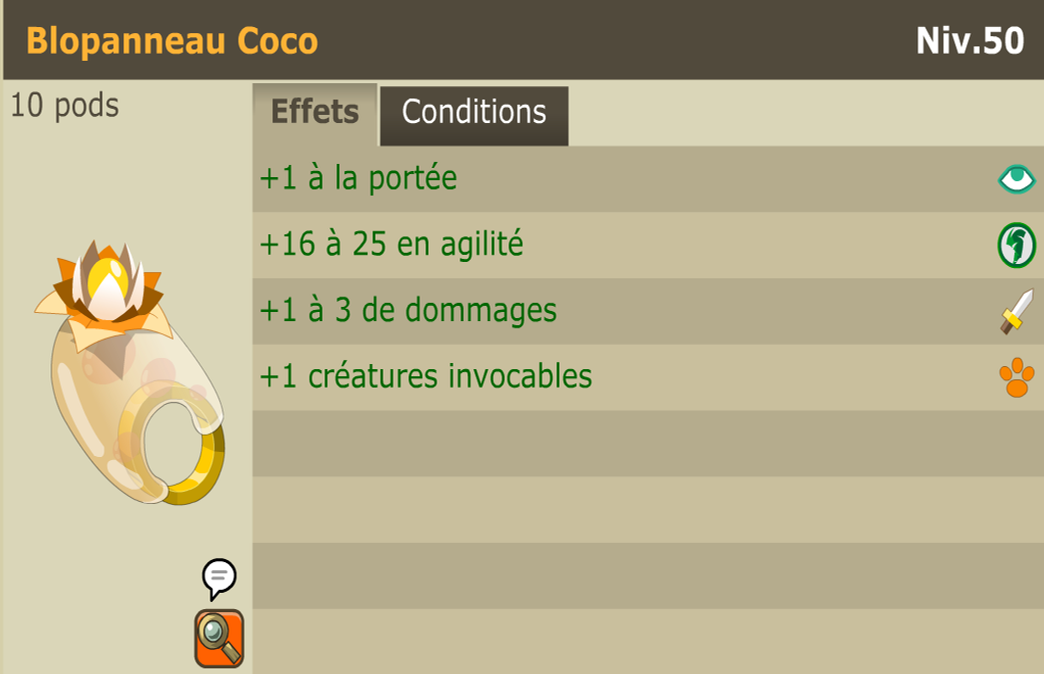 Blopanneau Coco
Niv.50
10 pods
Effets
Conditions
+1 à la portée
+16 à 25 en agilité
+1 à 3 de dommages
+1 créatures invocables